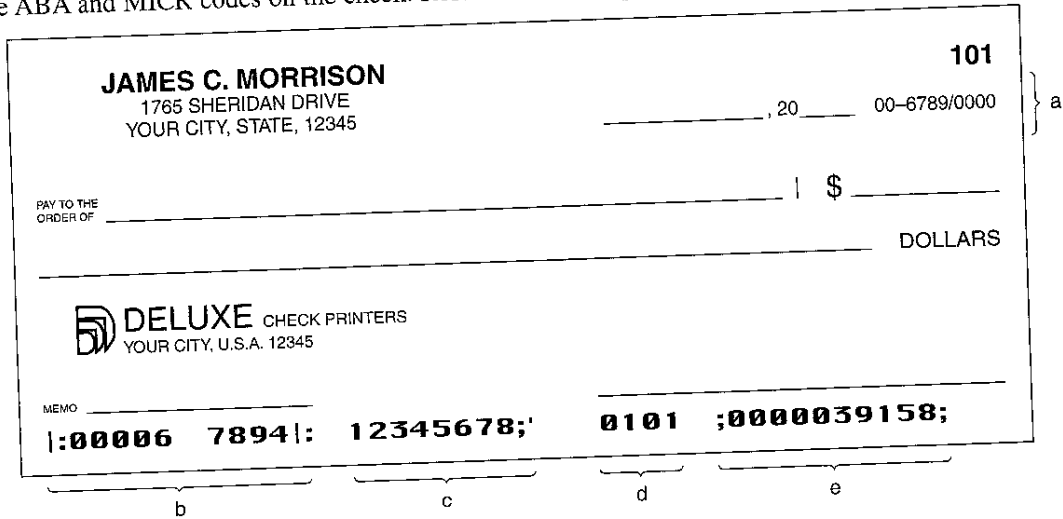 e ABA and MICR codes on the check.
101
JAMES C. MORRISON
1765 SHERIDAN DRIVE
YOUR CITY, STATE, 12345
, 20 00–6789/0000
a
PAY TO THE
ORDER OF
$
DOLLARS
DELUXE CHECK PRINTERS
YOUR CITY, U.S.A. 12345
MEMO
|:00006 7894|: 12345678;' 0101 ;0000039158;
b c d e